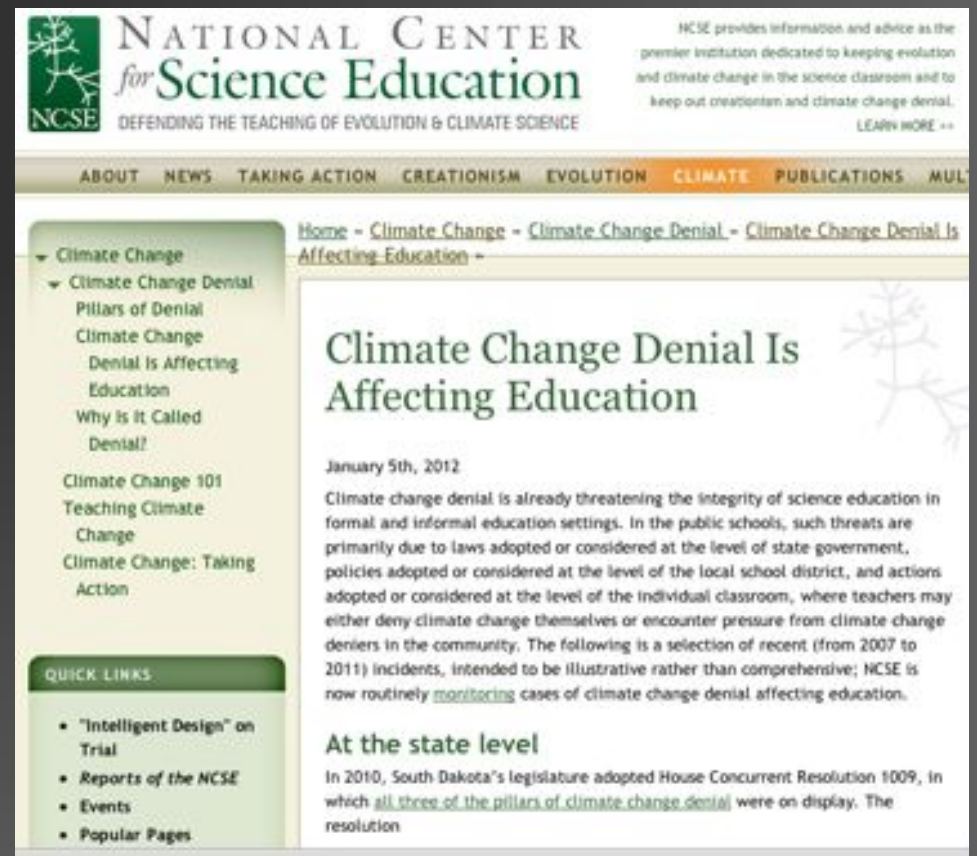 NATIONAL CENTER
for Science Education
NCSE
DEFENDING THE TEACHING OF EVOLUTION & CLIMATE SCIENCE
NCSE provides information and advice as the
premier institution dedicated to keeping evolution
and climate change in the science classroom and to
keep out creationism and climate change denial.
LEARN MORE >>
ABOUT NEWS TAKING ACTION CREATIONISM EVOLUTION CLIMATE PUBLICATIONS MULT
Climate Change
Climate Change Denial
Pillars of Denial
Climate Change
Denial Is Affecting
Education
Why Is It Called
Denial?
Climate Change 101
Teaching Climate
Change
Climate Change: Taking
Action
QUICK LINKS
• "Intelligent Design" on
Trial
• Reports of the NCSE
• Events
• Popular Pages
Home » Climate Change » Climate Change Denial » Climate Change Denial Is
Affecting Education »
Climate Change Denial Is
Affecting Education
January 5th, 2012
Climate change denial is already threatening the integrity of science education in
formal and informal education settings. In the public schools, such threats are
primarily due to laws adopted or considered at the level of state government,
policies adopted or considered at the level of the local school district, and actions
adopted or considered at the level of the individual classroom, where teachers may
either deny climate change themselves or encounter pressure from climate change
deniers in the community. The following is a selection of recent (from 2007 to
2011) incidents, intended to be illustrative rather than comprehensive; NCSE is
now routinely monitoring cases of climate change denial affecting education.
At the state level
In 2010, South Dakota's legislature adopted House Concurrent Resolution 1009, in
which all three of the pillars of climate change denial were on display. The
resolution